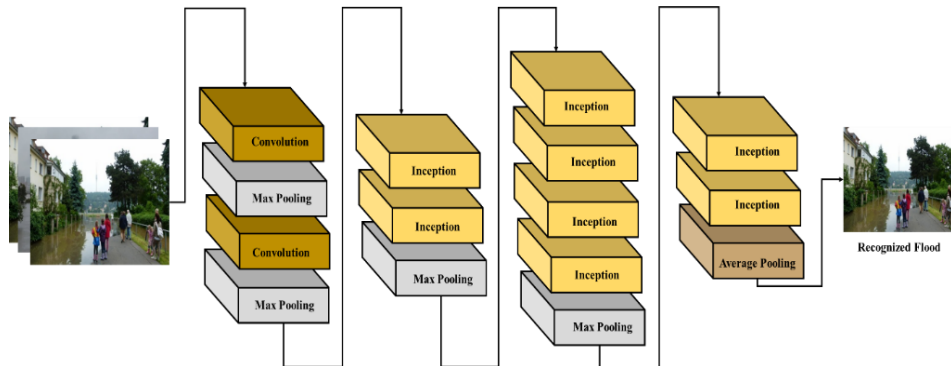 Convolution
Max Pooling
Convolution
Max Pooling
Inception
Inception
Max Pooling
Inception
Inception
Inception
Inception
Max Pooling
Inception
Inception
Average Pooling
Recognized Flood